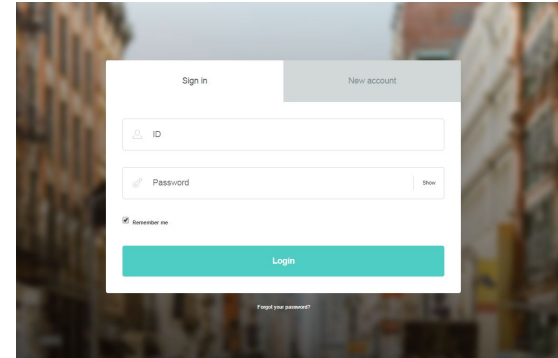 Sign in
New account
ID
Password
Show
Remember me
Login
Forgot your password?